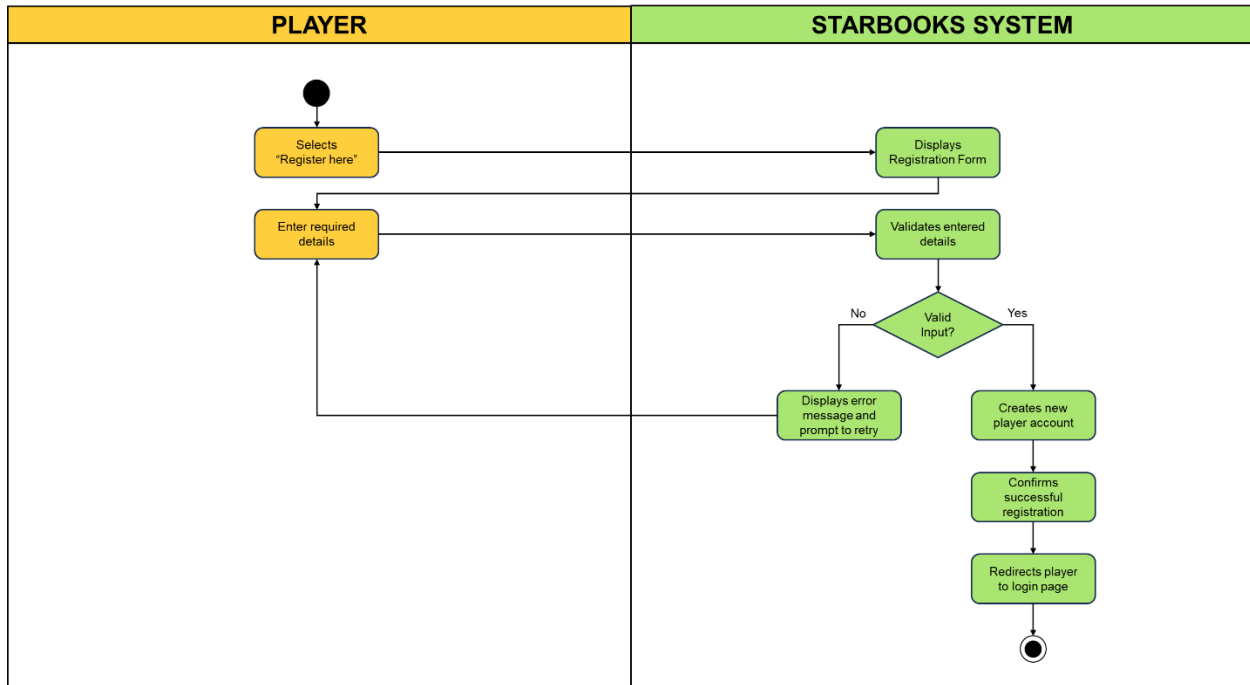 PLAYER
STARBOOKS SYSTEM
Selects
“Register here”
Displays
Registration Form
Enter required
details
Validates entered
details
No
Valid
Input?
Yes
Displays error
message and
prompt to retry
Creates new
player account
Confirms
successful
registration
Redirects player
to login page